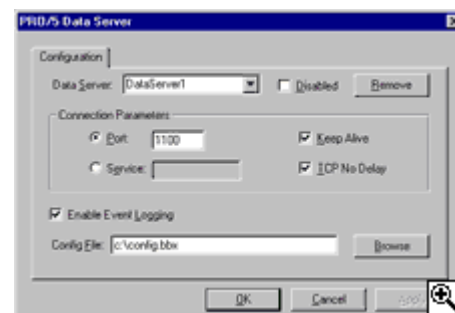 PRO/5 Data Server
Configuration
Data Server: DataServer1 Disabled Remove
Connection Parameters
Port: 1100 Keep Alive
Service: TCP No Delay
Enable Event Logging
Config File: c:\config.bbx Browse
OK Cancel Apply